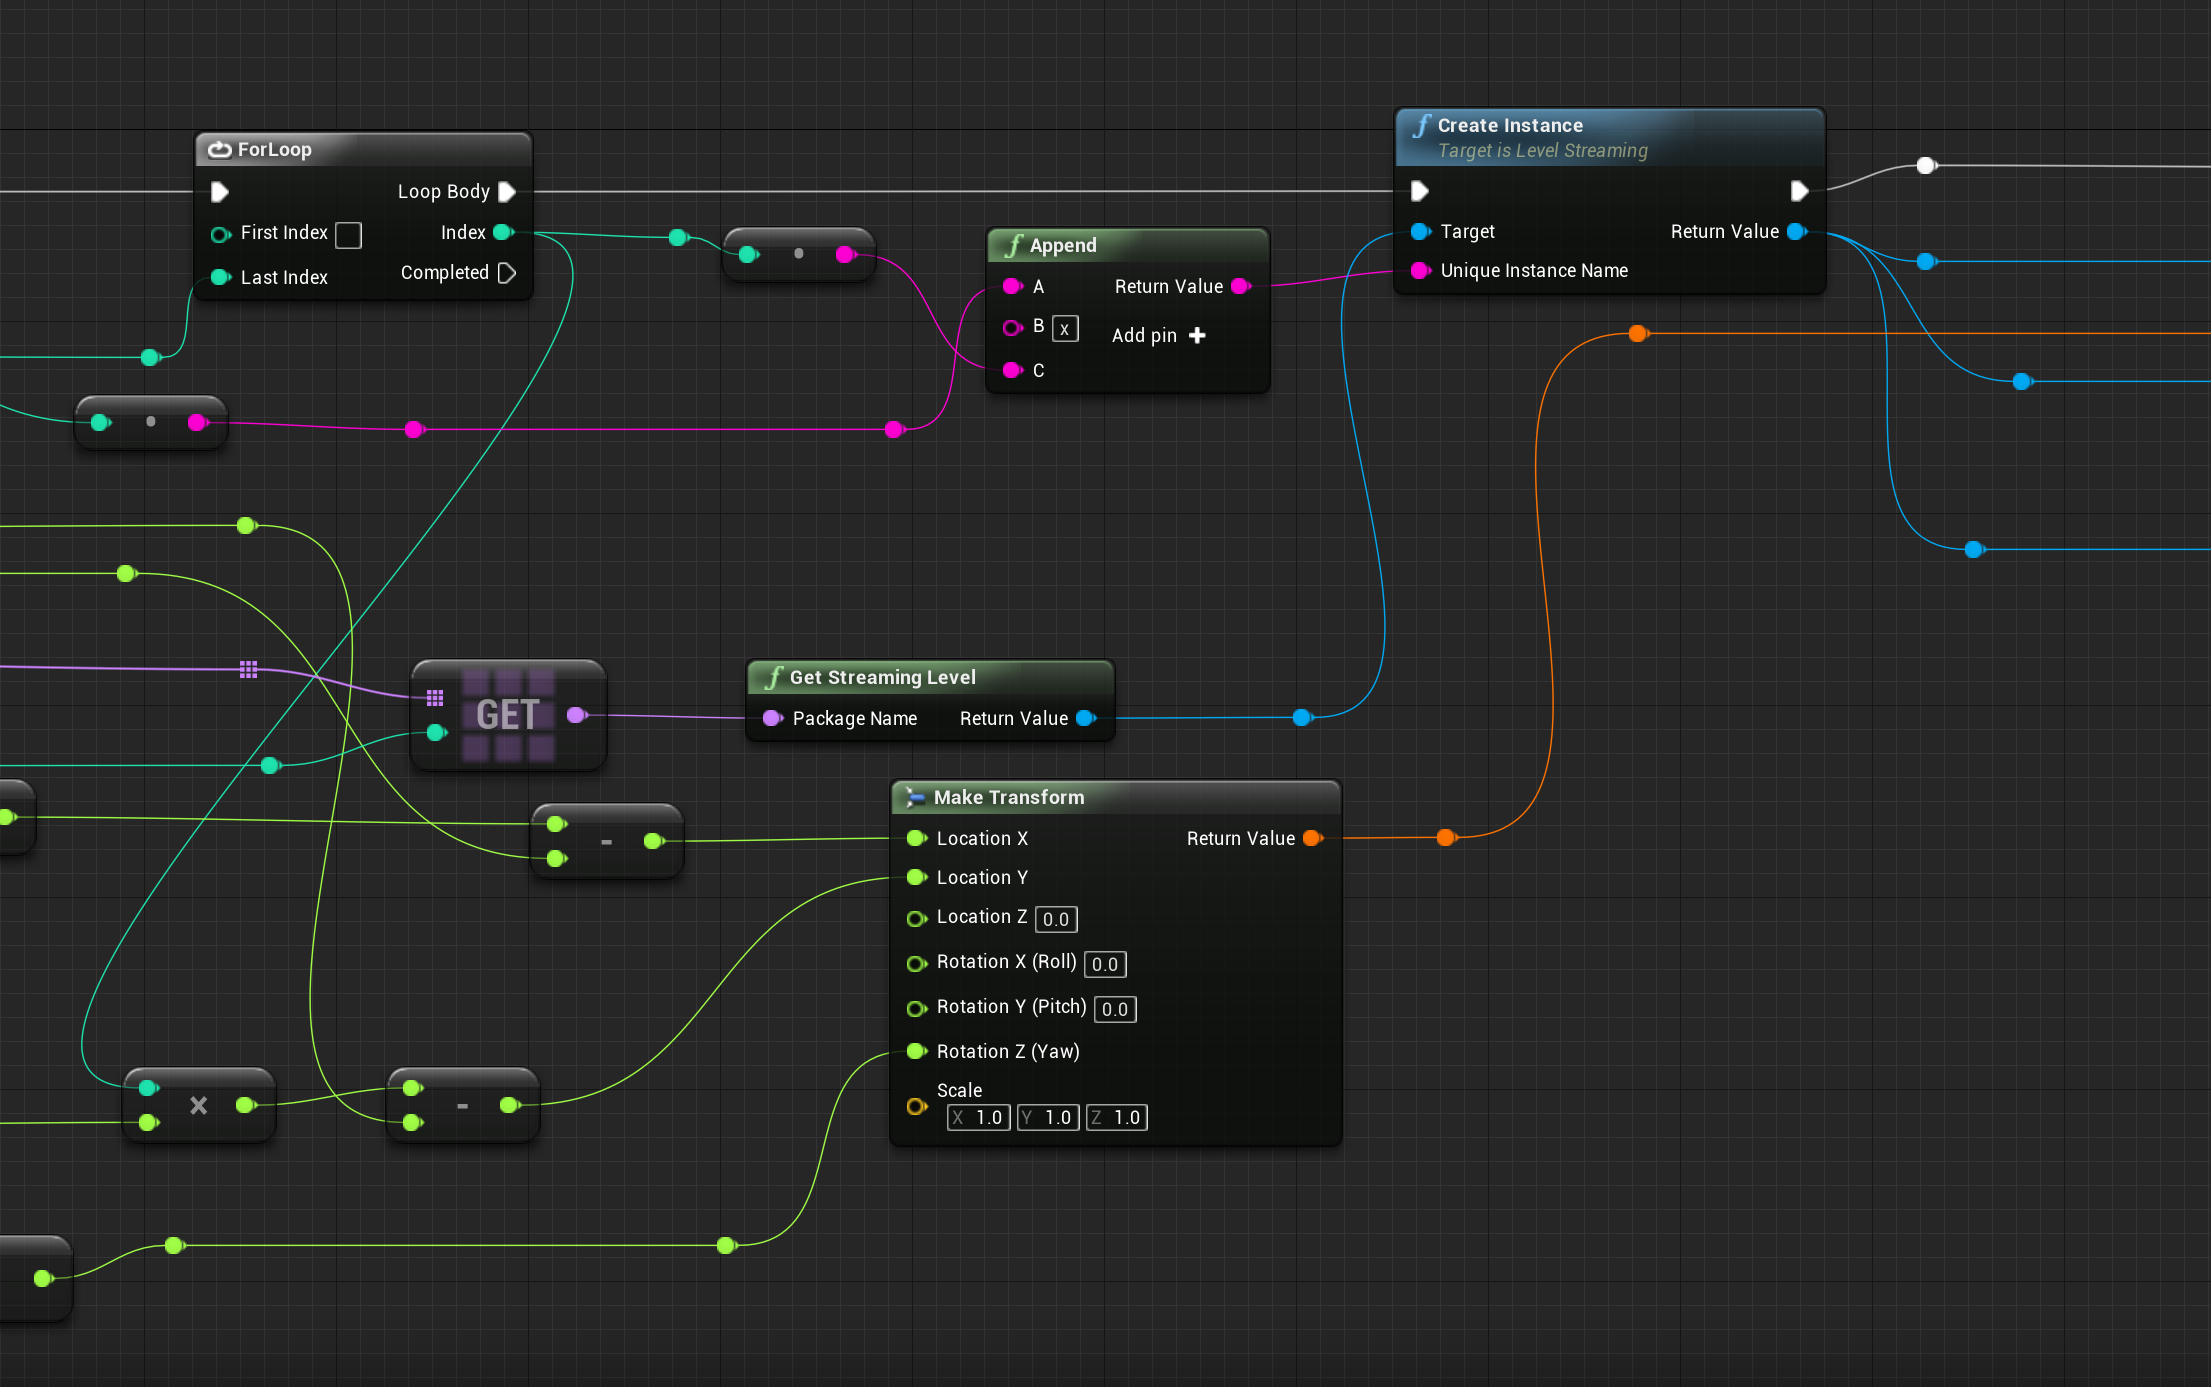 ForLoop
Loop Body
First Index
Index
Last Index
Completed
Create Instance
Target is Level Streaming
Target
Return Value
Unique Instance Name
f Append
A
Return Value
B x
Add pin +
C
GET
f Get Streaming Level
Package Name
Return Value
-
Make Transform
Location X
Return Value
Location Y
Location Z 0.0
Rotation X (Roll) 0.0
Rotation Y (Pitch) 0.0
Rotation Z (Yaw)
Scale
X 1.0 Y 1.0 Z 1.0
×
-